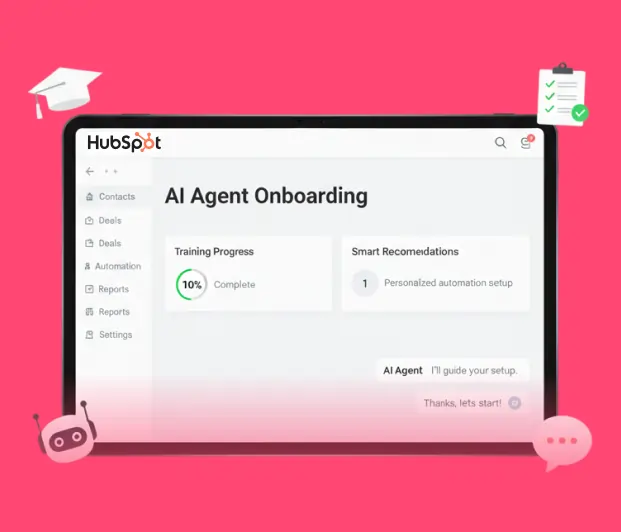 HubSpot
Contacts
Deals
Deals
Automation
Reports
Reports
Settings
AI Agent Onboarding
Training Progress
10% Complete
Smart Recomendations
1 Personalized automation setup
AI Agent I'll guide your setup.
Thanks, lets start!